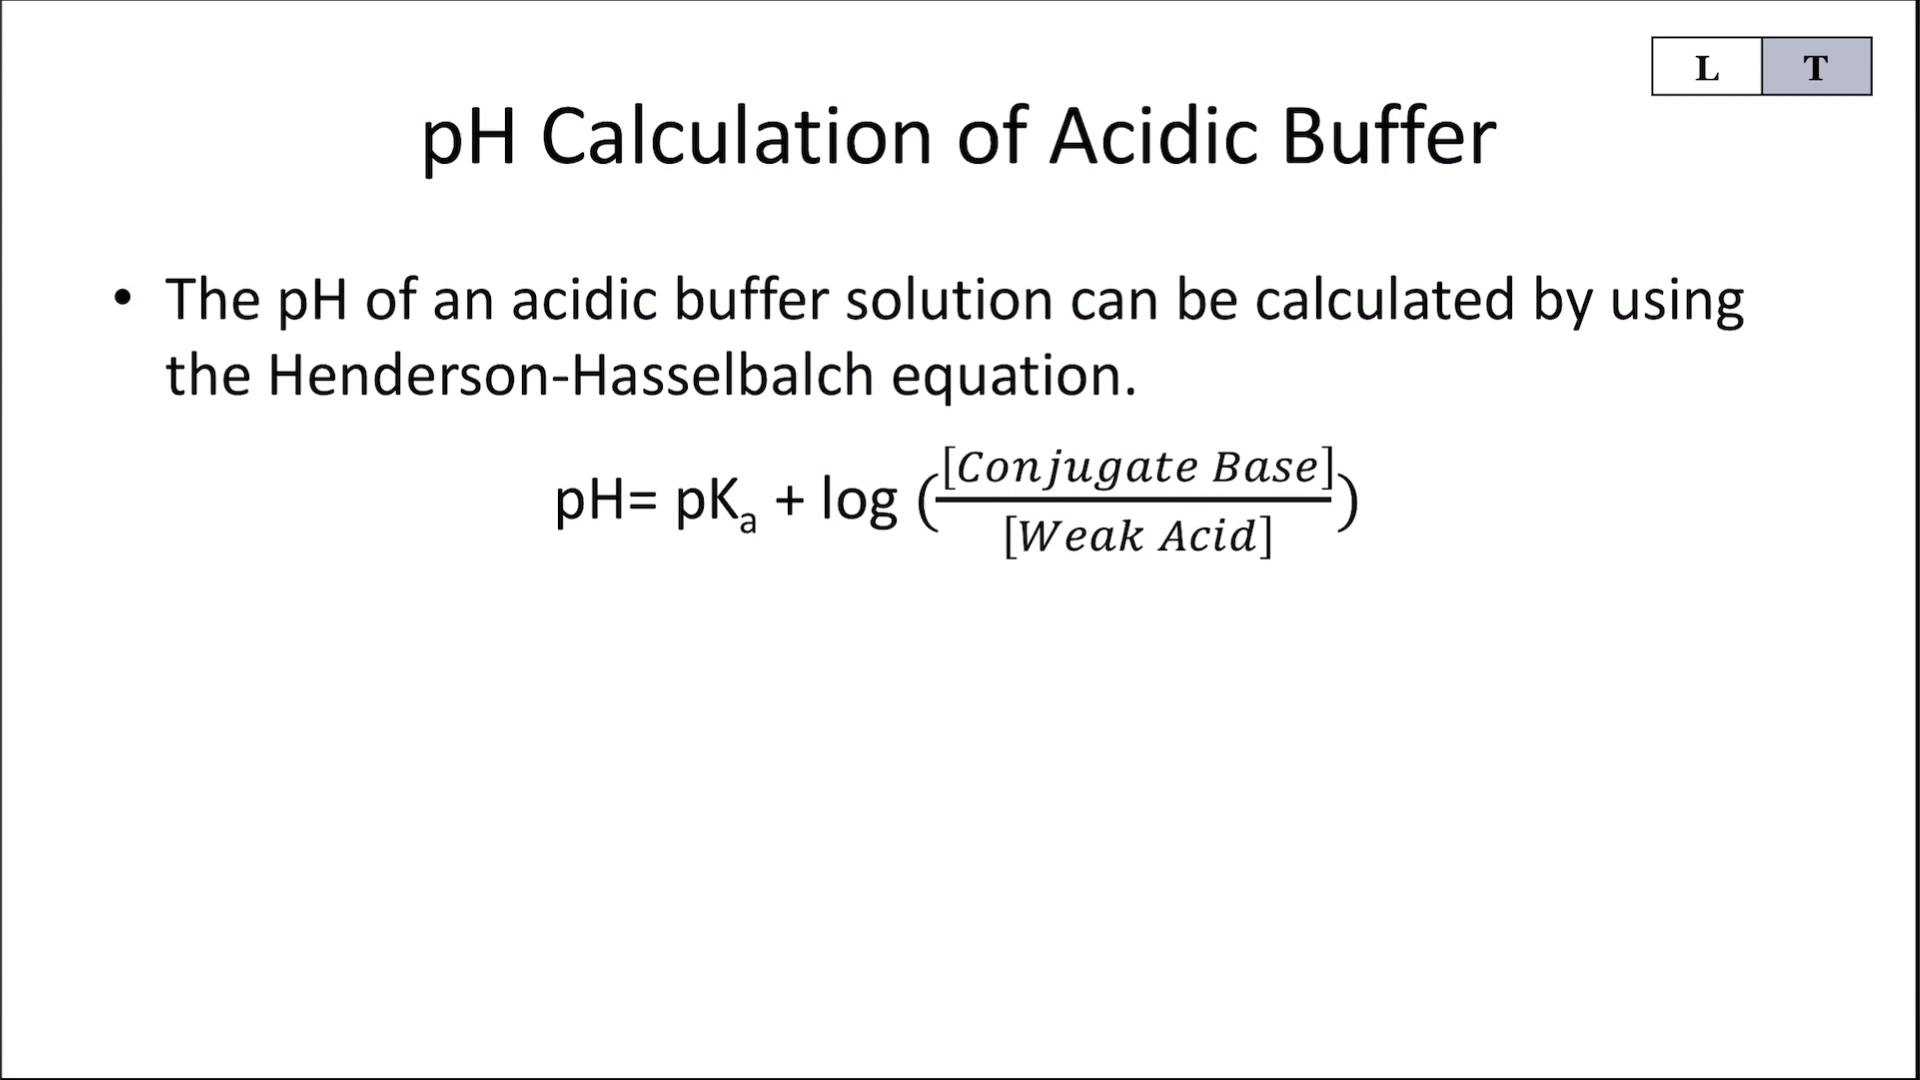 L T
pH Calculation of Acidic Buffer
• The pH of an acidic buffer solution can be calculated by using
the Henderson-Hasselbalch equation.
pH= pKₐ + log ([Conjugate Base]/[Weak Acid])